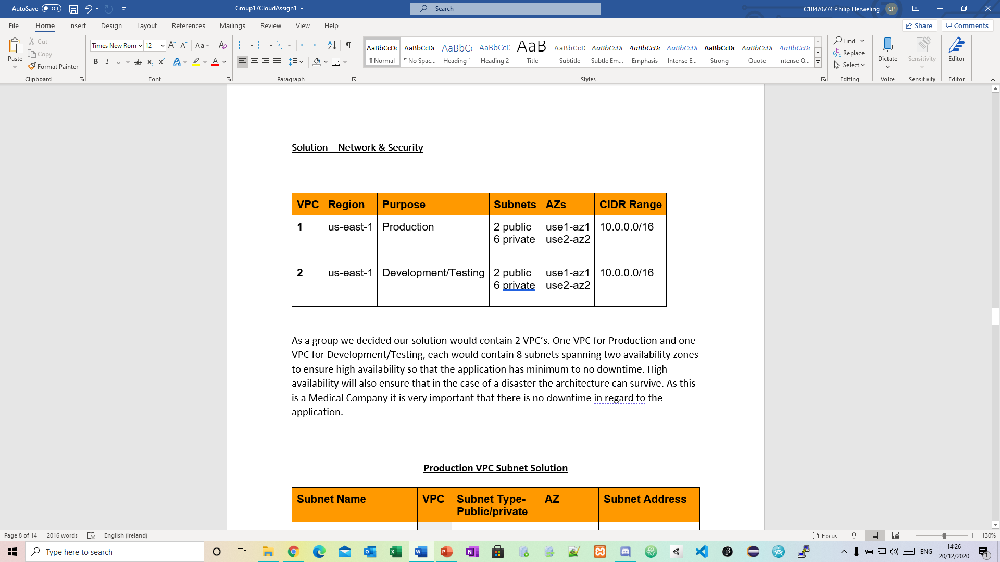 AutoSave Off Group17CloudAssign1 Search C18470774 Philip Herweling CP
File Home Insert Design Layout References Mailings Review View Help Share Comments
Paste Cut Copy Format Painter
Times New Rom 12 Aa
AaBbCcDc AaBbCcDc AaBbCc AaBbCcD AaB AaBbCcD AaBbCcDc AaBbCcDc AaBbCcDc AaBbCcDc AaBbCcDc AaBbCcDc
¶ Normal ¶ No Spac... Heading 1 Heading 2 Title Subtitle Subtle Em... Emphasis Intense E... Strong Quote Intense Q...
Find Replace Select Dictate Sensitivity Editor
Clipboard Font Paragraph Styles Editing Voice Sensitivity Editor
Solution – Network & Security
VPC Region Purpose Subnets AZs CIDR Range
1 us-east-1 Production 2 public use1-az1 10.0.0.0/16
6 private use2-az2
2 us-east-1 Development/Testing 2 public use1-az1 10.0.0.0/16
6 private use2-az2
As a group we decided our solution would contain 2 VPC’s. One VPC for Production and one
VPC for Development/Testing, each would contain 8 subnets spanning two availability zones
to ensure high availability so that the application has minimum to no downtime. High
availability will also ensure that in the case of a disaster the architecture can survive. As this
is a Medical Company it is very important that there is no downtime in regard to the
application.
Production VPC Subnet Solution
Subnet Name VPC Subnet Type- AZ Subnet Address
Public/private
Page 8 of 14 2016 words English (Ireland) Focus 130%
Type here to search ENG 14:26
20/12/2020
1